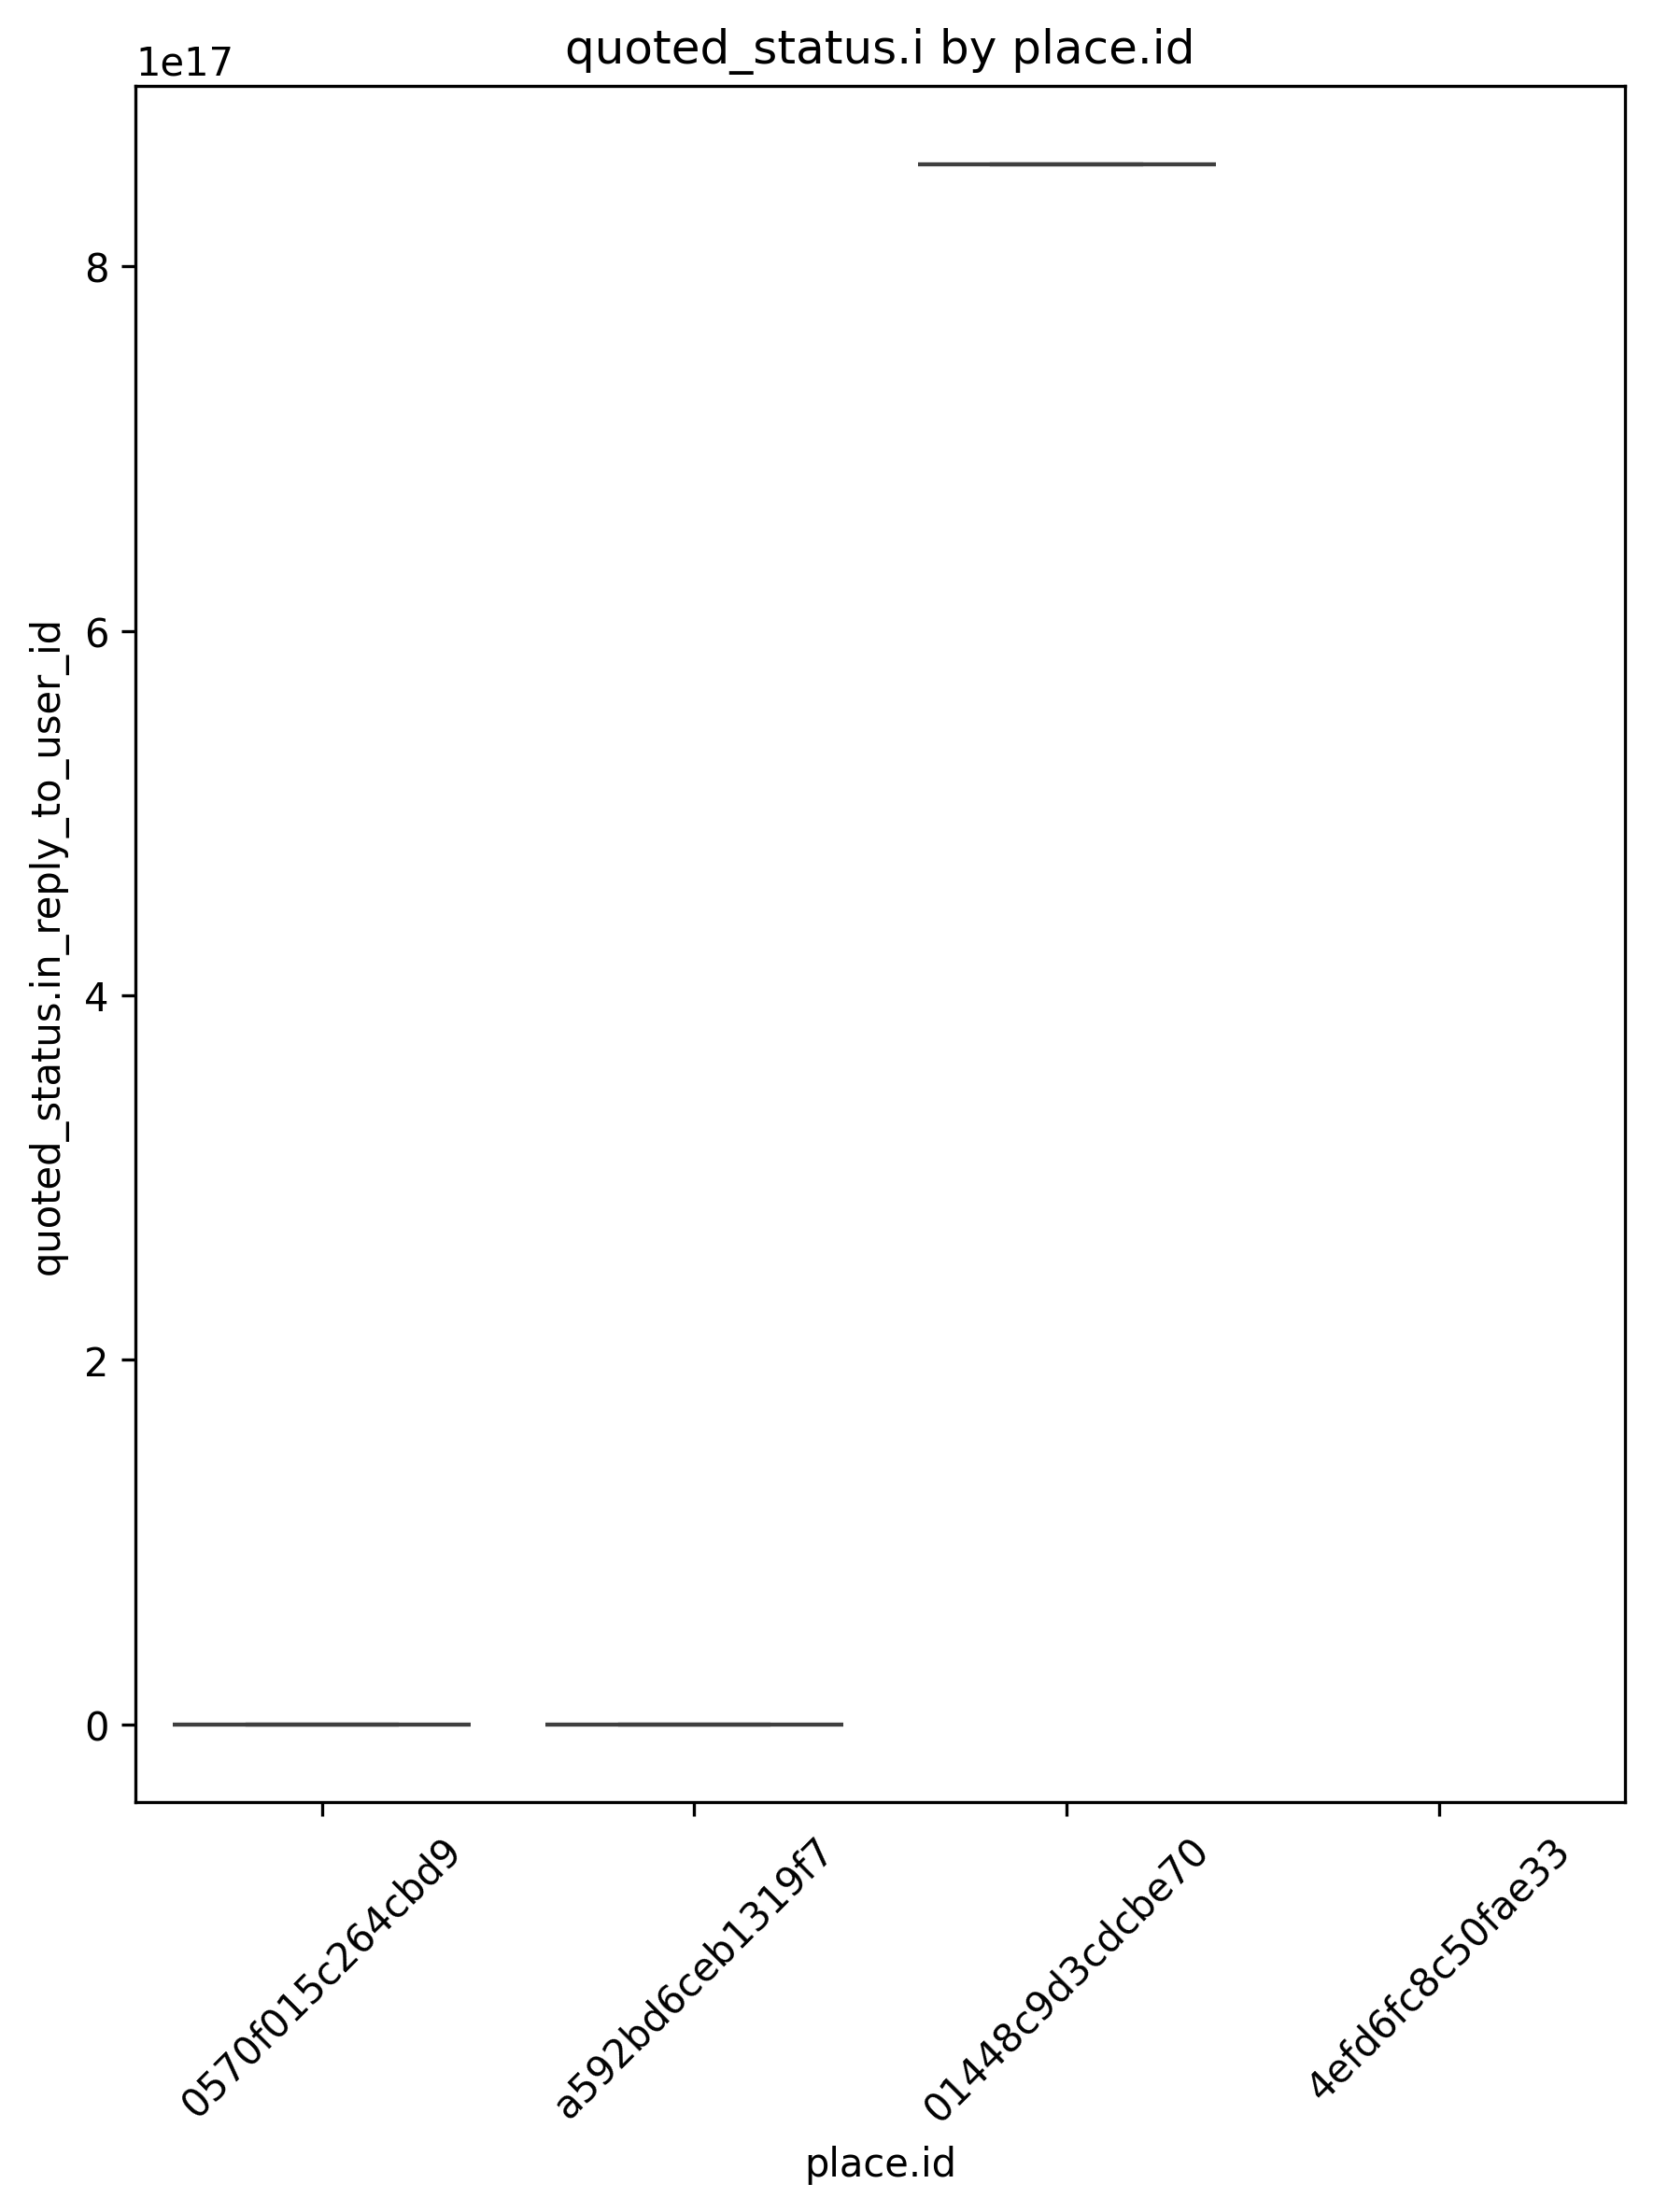 quoted_status.i by place.id
1e17
8
6
4
2
0
quoted_status.in_reply_to_user_id
0570f015c264cbd9
a592bd6ceb1319f7
01448c9d3cdcbe70
4efd6fc8c50fae33
place.id